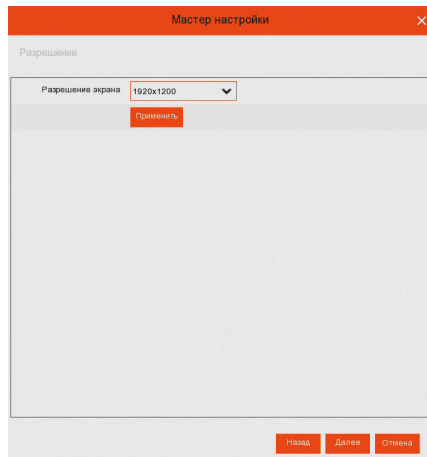 Мастер настройки
Разрешение
Разрешение экрана 1920x1200
Применить
Назад Далее Отмена